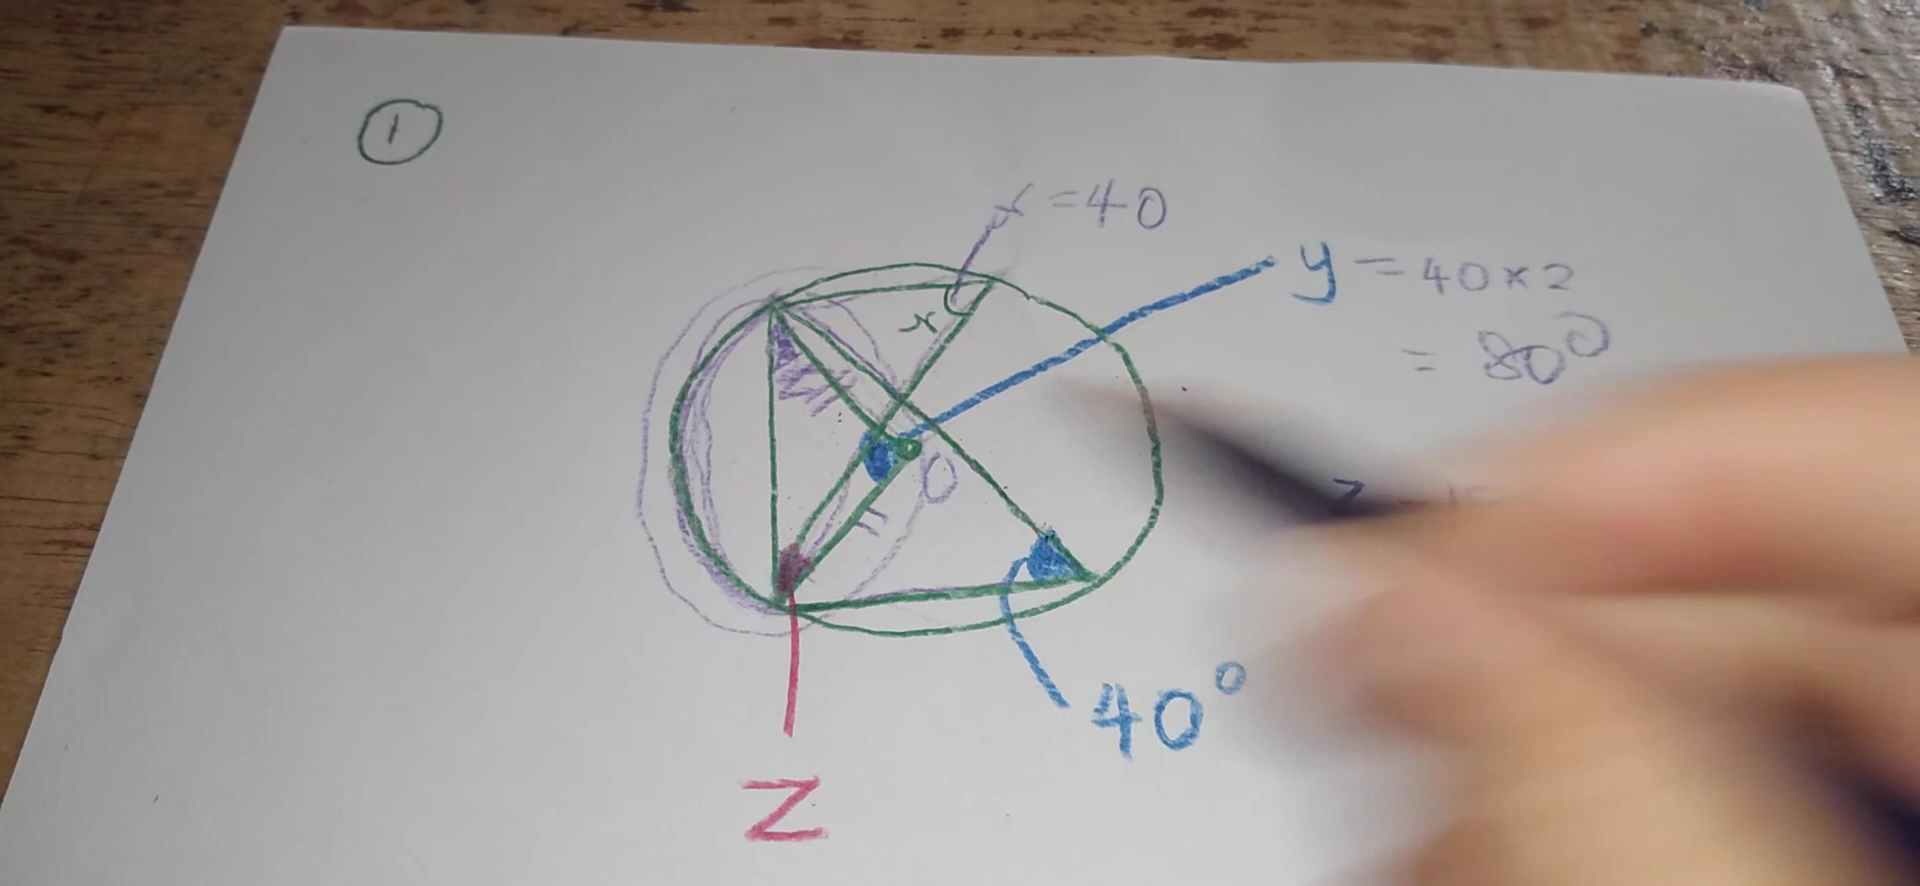 1
x = 40
y = 40 × 2
= 80°
x
O
40°
Z